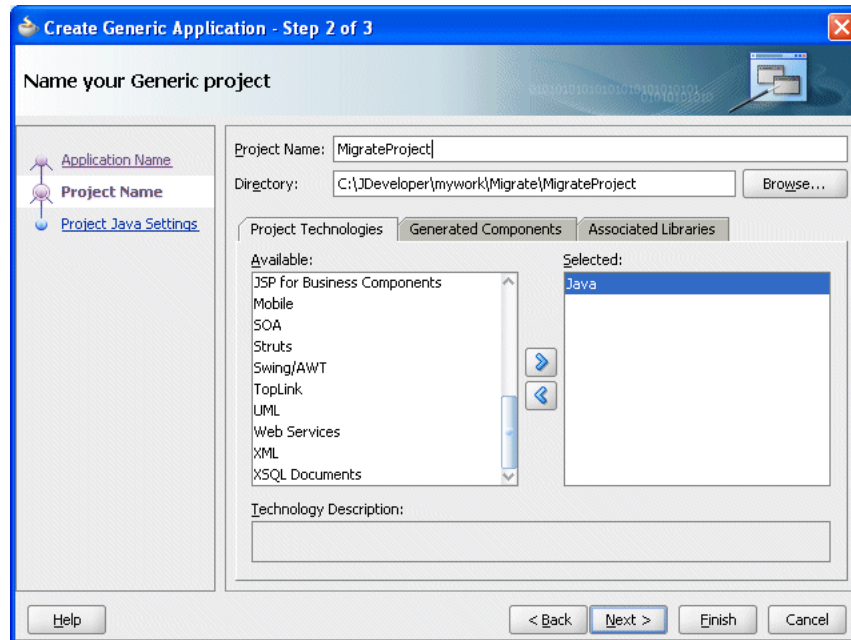 Create Generic Application - Step 2 of 3
Name your Generic project
0101010101010101010101010101
01010101010
Application Name
Project Name
Project Java Settings
Project Name: MigrateProject
Directory: C:\JDeveloper\mywork\Migrate\MigrateProject Browse...
Project Technologies Generated Components Associated Libraries
Available: Selected:
JSP for Business Components Java
Mobile
SOA
Struts
Swing/AWT
TopLink
UML
Web Services
XML
XSQL Documents
Technology Description:
Help < Back Next > Finish Cancel